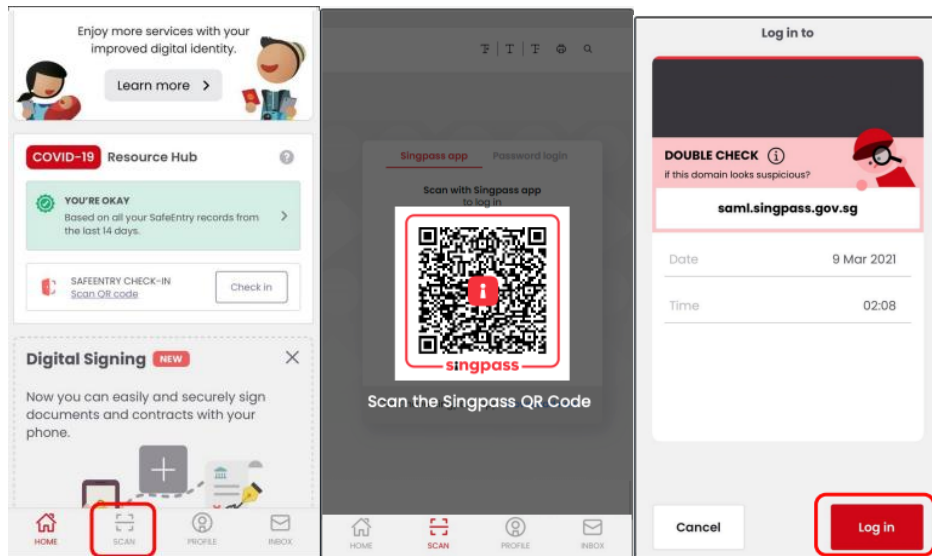 Enjoy more services with your
improved digital identity.
Learn more
COVID-19 Resource Hub
YOU'RE OKAY
Based on all your SafeEntry records from
the last 14 days.
SAFEENTRY CHECK-IN
Scan QR code
Check in
Digital Signing NEW
Now you can easily and securely sign
documents and contracts with your
phone.
HOME SCAN PROFILE INBOX
Singpass app Password login
Scan with Singpass app
to log in
singpass
Scan the Singpass QR Code
HOME SCAN PROFILE INBOX
Log in to
DOUBLE CHECK
if this domain looks suspicious?
saml.singpass.gov.sg
Date 9 Mar 2021
Time 02:08
Cancel Log in